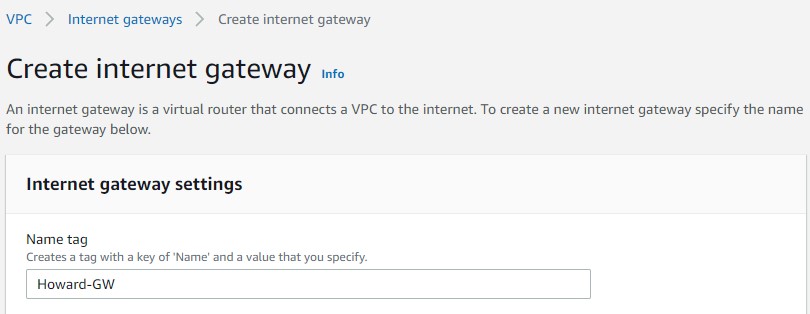 VPC > Internet gateways > Create internet gateway
Create internet gateway Info
An internet gateway is a virtual router that connects a VPC to the internet. To create a new internet gateway specify the name
for the gateway below.
Internet gateway settings
Name tag
Creates a tag with a key of 'Name' and a value that you specify.
Howard-GW